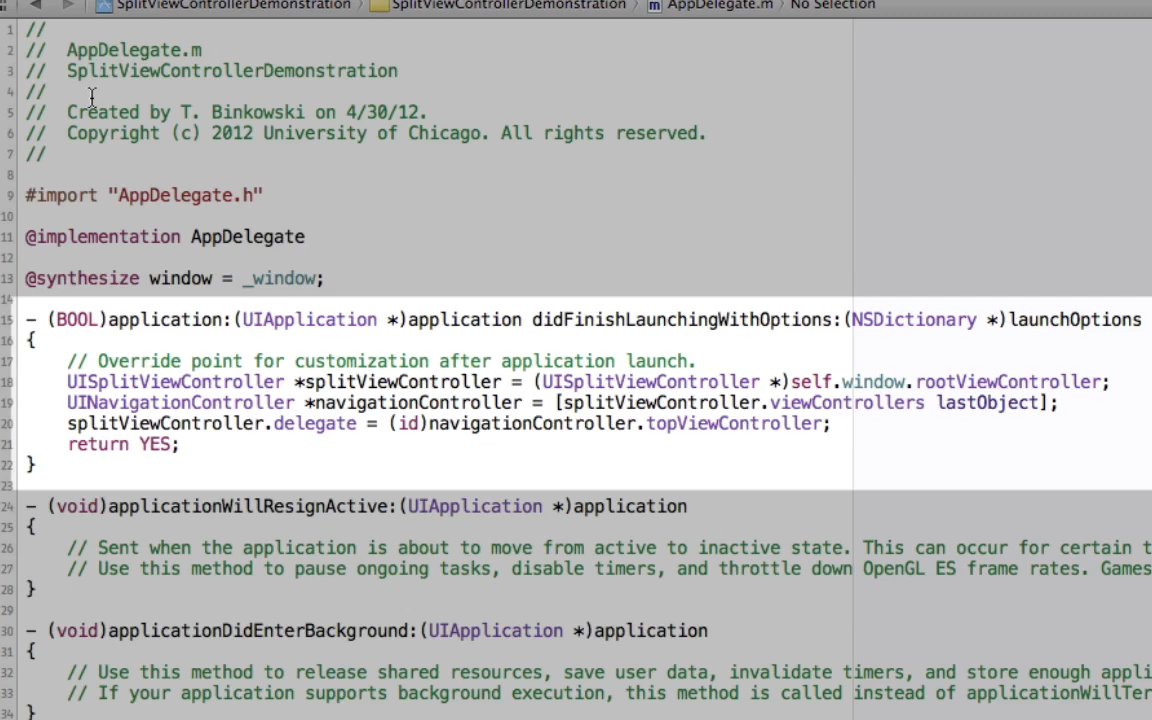 SplitViewControllerDemonstration SplitViewControllerDemonstration m AppDelegate.m No Selection
1 //
2 // AppDelegate.m
3 // SplitViewControllerDemonstration
4 //
5 // Created by T. Binkowski on 4/30/12.
6 // Copyright (c) 2012 University of Chicago. All rights reserved.
7 //
8
9 #import "AppDelegate.h"
10
11 @implementation AppDelegate
12
13 @synthesize window = _window;
14
15 - (BOOL)application:(UIApplication *)application didFinishLaunchingWithOptions:(NSDictionary *)launchOptions
16 {
17 // Override point for customization after application launch.
18 UISplitViewController *splitViewController = (UISplitViewController *)self.window.rootViewController;
19 UINavigationController *navigationController = [splitViewController.viewControllers lastObject];
20 splitViewController.delegate = (id)navigationController.topViewController;
21 return YES;
22 }
23
24 - (void)applicationWillResignActive:(UIApplication *)application
25 {
26 // Sent when the application is about to move from active to inactive state. This can occur for certain t
27 // Use this method to pause ongoing tasks, disable timers, and throttle down OpenGL ES frame rates. Games
28 }
29
30 - (void)applicationDidEnterBackground:(UIApplication *)application
31 {
32 // Use this method to release shared resources, save user data, invalidate timers, and store enough appli
33 // If your application supports background execution, this method is called instead of applicationWillTer
34 }